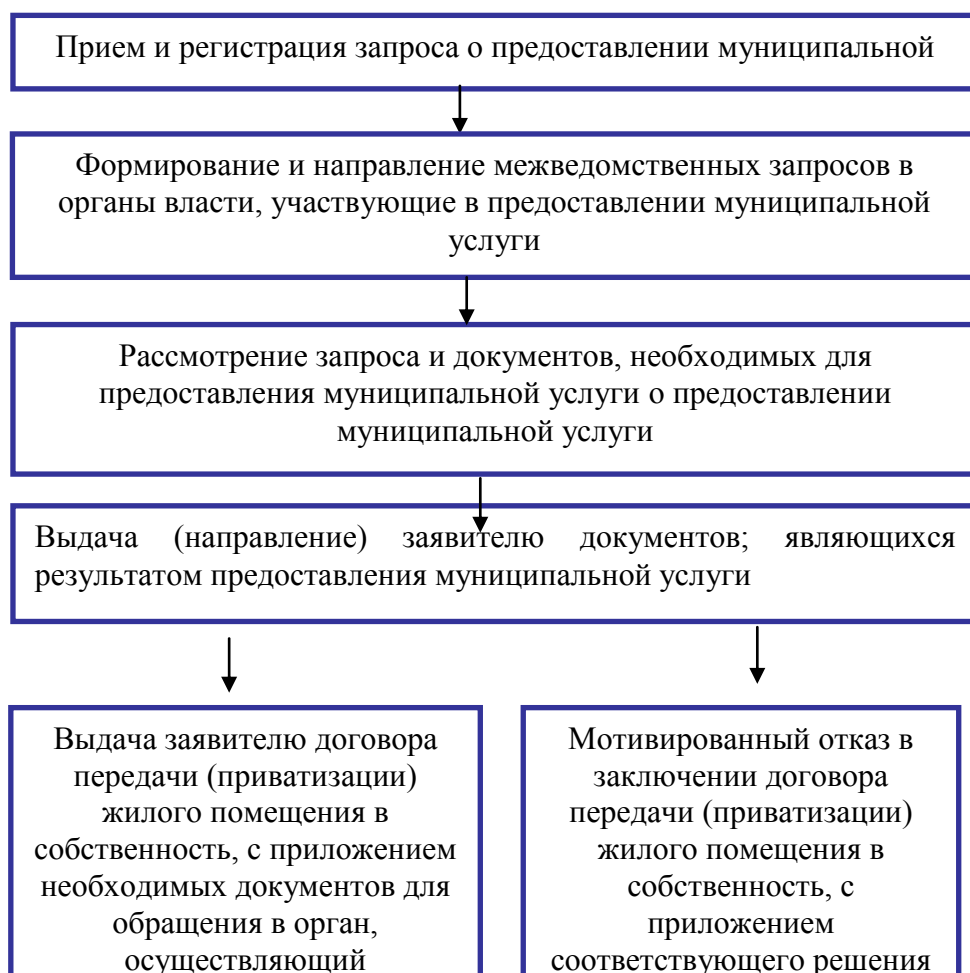 Прием и регистрация запроса о предоставлении муниципальной
Формирование и направление межведомственных запросов в
органы власти, участвующие в предоставлении муниципальной
услуги
Рассмотрение запроса и документов, необходимых для
предоставления муниципальной услуги о предоставлении
муниципальной услуги
Выдача (направление) заявителю документов; являющихся
результатом предоставления муниципальной услуги
Выдача заявителю договора
передачи (приватизации)
жилого помещения в
собственность, с приложением
необходимых документов для
обращения в орган,
осуществляющий
Мотивированный отказ в
заключении договора
передачи (приватизации)
жилого помещения в
собственность, с
приложением
соответствующего решения